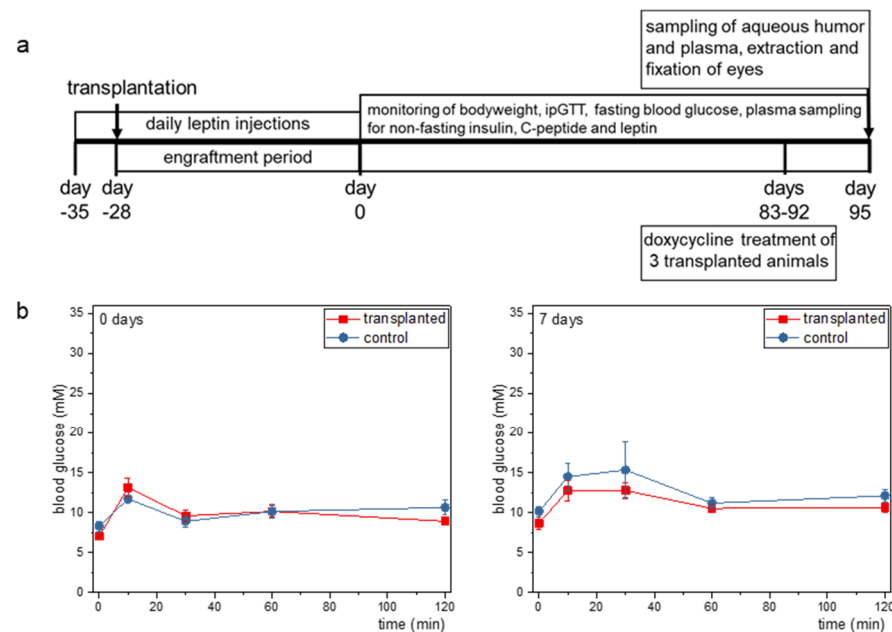 a
sampling of aqueous humor
and plasma, extraction and
fixation of eyes
transplantation
daily leptin injections
monitoring of bodyweight, ipGTT, fasting blood glucose, plasma sampling
for non-fasting insulin, C-peptide and leptin
engraftment period
day
-35
day
-28
day
0
days
83-92
day
95
doxycycline treatment of
3 transplanted animals
b
0 days
transplanted
control
blood glucose (mM)
35
30
25
20
15
10
5
0
0 20 40 60 80 100 120
time (min)
7 days
transplanted
control
blood glucose (mM)
35
30
25
20
15
10
5
0
0 20 40 60 80 100 120
time (min)